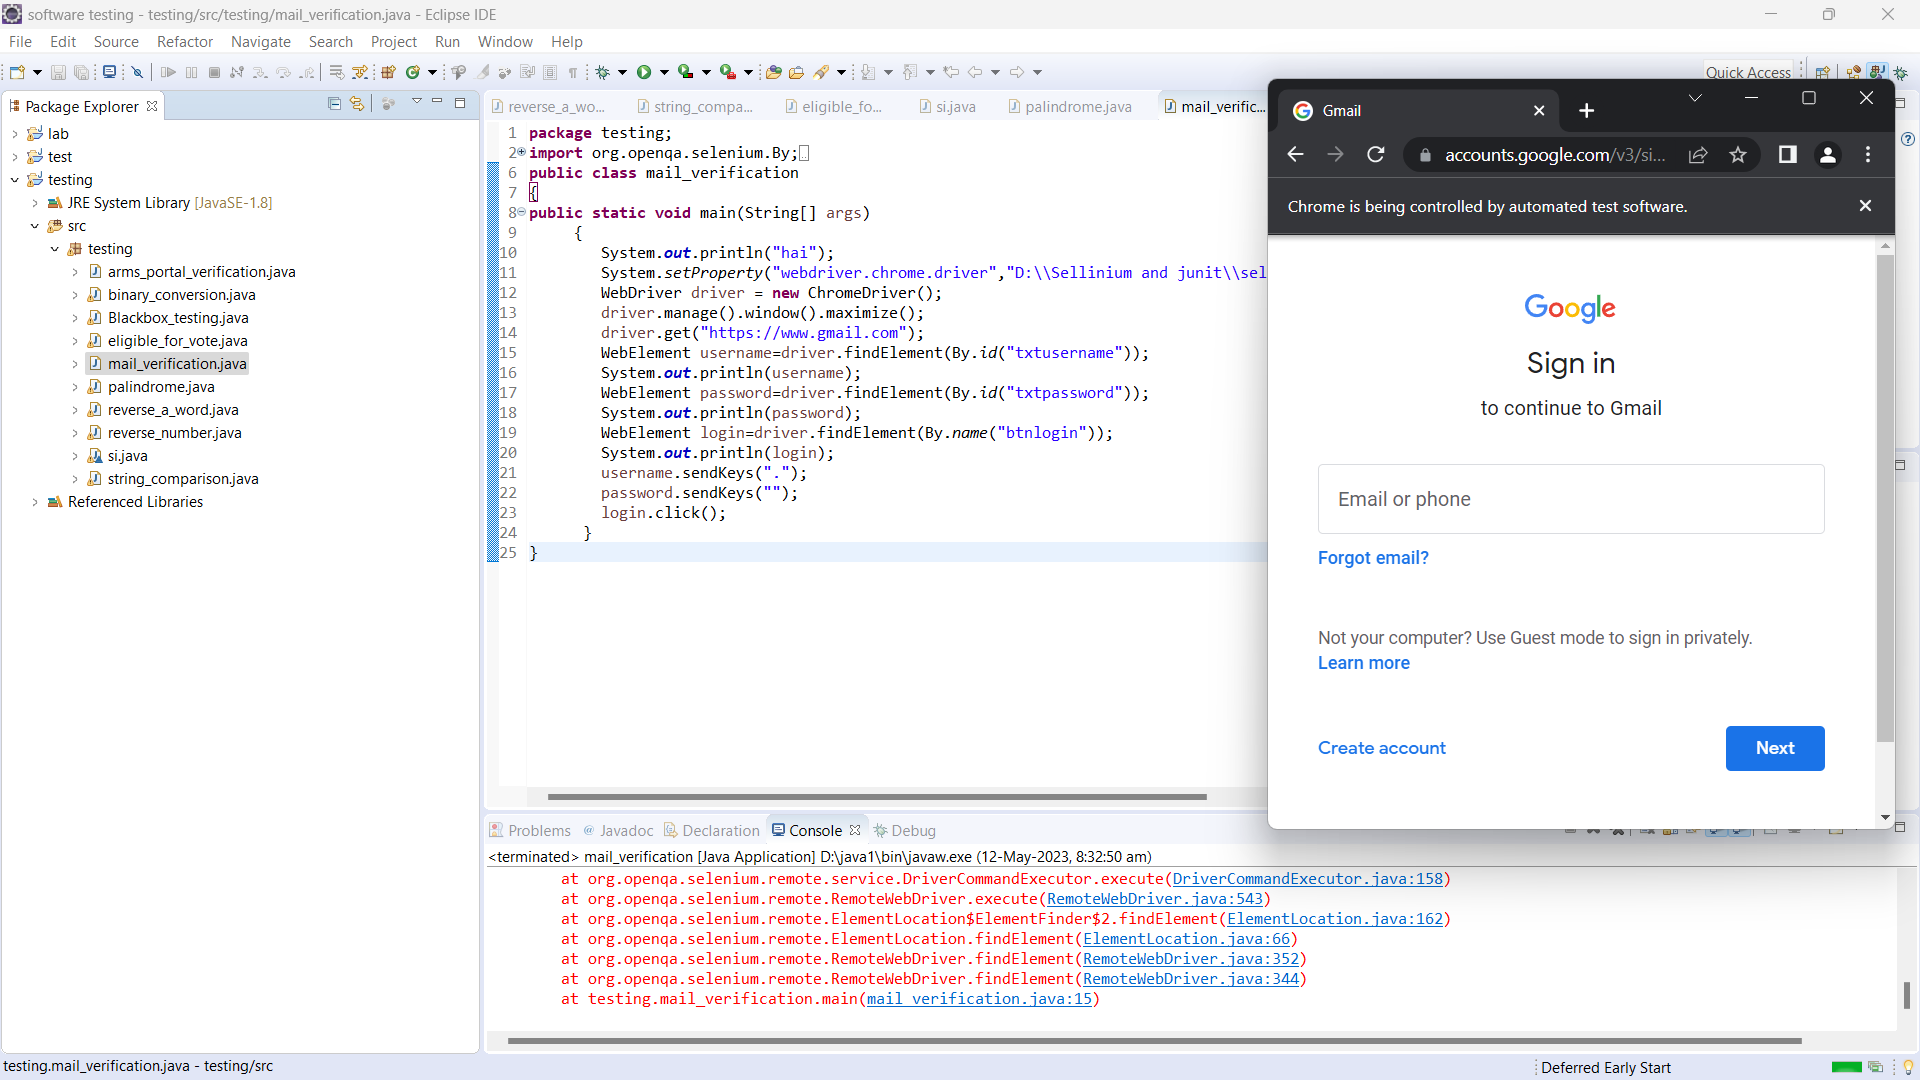 software testing - testing/src/testing/mail_verification.java - Eclipse IDE
File Edit Source Refactor Navigate Search Project Run Window Help
Quick Access
Package Explorer
lab
test
testing
JRE System Library [JavaSE-1.8]
src
testing
arms_portal_verification.java
binary_conversion.java
Blackbox_testing.java
eligible_for_vote.java
mail_verification.java
palindrome.java
reverse_a_word.java
reverse_number.java
si.java
string_comparison.java
Referenced Libraries
reverse_a_wo... string_compa... eligible_fo... si.java palindrome.java mail_verific...
1 package testing;
2 import org.openqa.selenium.By;
6 public class mail_verification
7 {
8 public static void main(String[] args)
9 {
10 System.out.println("hai");
11 System.setProperty("webdriver.chrome.driver","D:\\Sellinium and junit\\sel
12 WebDriver driver = new ChromeDriver();
13 driver.manage().window().maximize();
14 driver.get("https://www.gmail.com");
15 WebElement username=driver.findElement(By.id("txtusername"));
16 System.out.println(username);
17 WebElement password=driver.findElement(By.id("txtpassword"));
18 System.out.println(password);
19 WebElement login=driver.findElement(By.name("btnlogin"));
20 System.out.println(login);
21 username.sendKeys(".");
22 password.sendKeys("");
23 login.click();
24 }
25 }
Gmail
accounts.google.com/v3/si...
Chrome is being controlled by automated test software.
Google
Sign in
to continue to Gmail
Email or phone
Forgot email?
Not your computer? Use Guest mode to sign in privately.
Learn more
Create account
Next
Problems @ Javadoc Declaration Console Debug
<terminated> mail_verification [Java Application] D:\java1\bin\javaw.exe (12-May-2023, 8:32:50 am)
at org.openqa.selenium.remote.service.DriverCommandExecutor.execute(DriverCommandExecutor.java:158)
at org.openqa.selenium.remote.RemoteWebDriver.execute(RemoteWebDriver.java:543)
at org.openqa.selenium.remote.ElementLocation$ElementFinder$2.findElement(ElementLocation.java:162)
at org.openqa.selenium.remote.ElementLocation.findElement(ElementLocation.java:66)
at org.openqa.selenium.remote.RemoteWebDriver.findElement(RemoteWebDriver.java:352)
at org.openqa.selenium.remote.RemoteWebDriver.findElement(RemoteWebDriver.java:344)
at testing.mail_verification.main(mail_verification.java:15)
testing.mail_verification.java - testing/src
Deferred Early Start